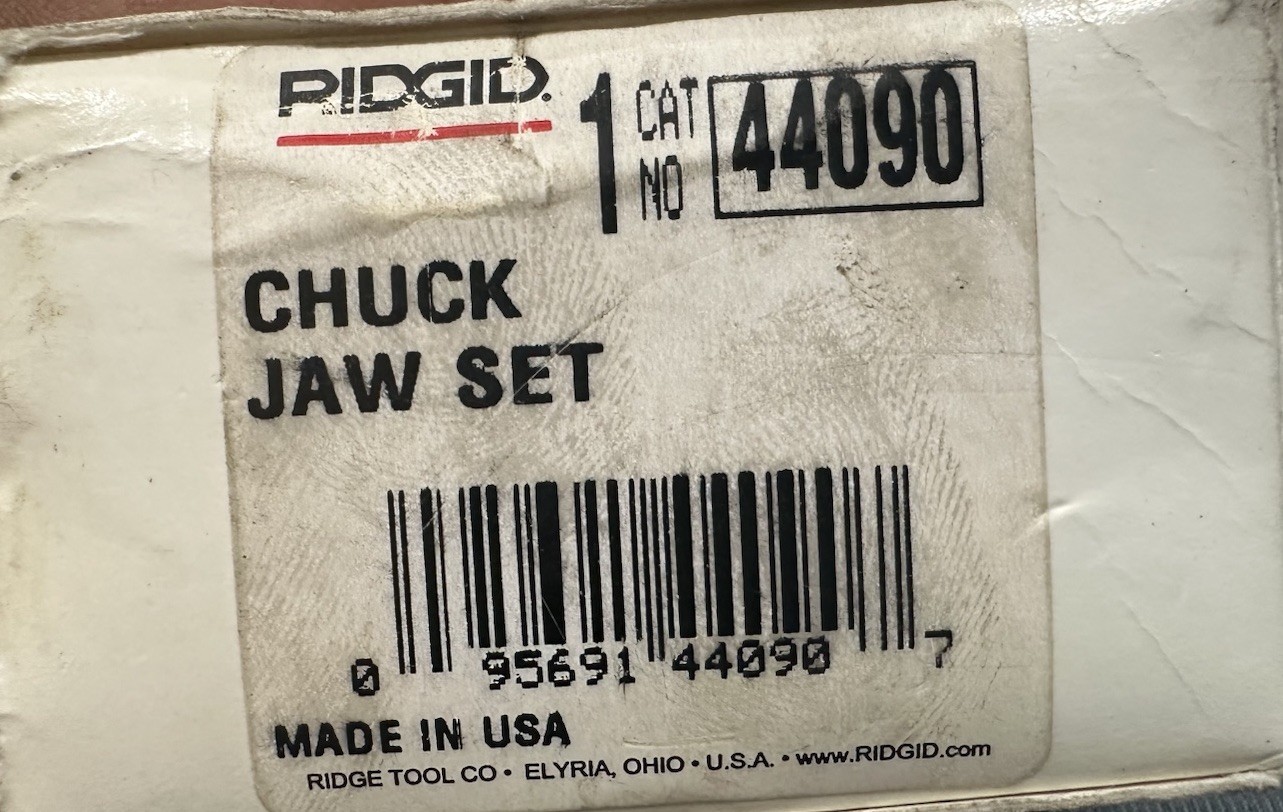 RIDGID.
1 CAT NO 44090
CHUCK
JAW SET
0 95691 44090 7
MADE IN USA
RIDGE TOOL CO • ELYRIA, OHIO • U.S.A. • www.RIDGID.com